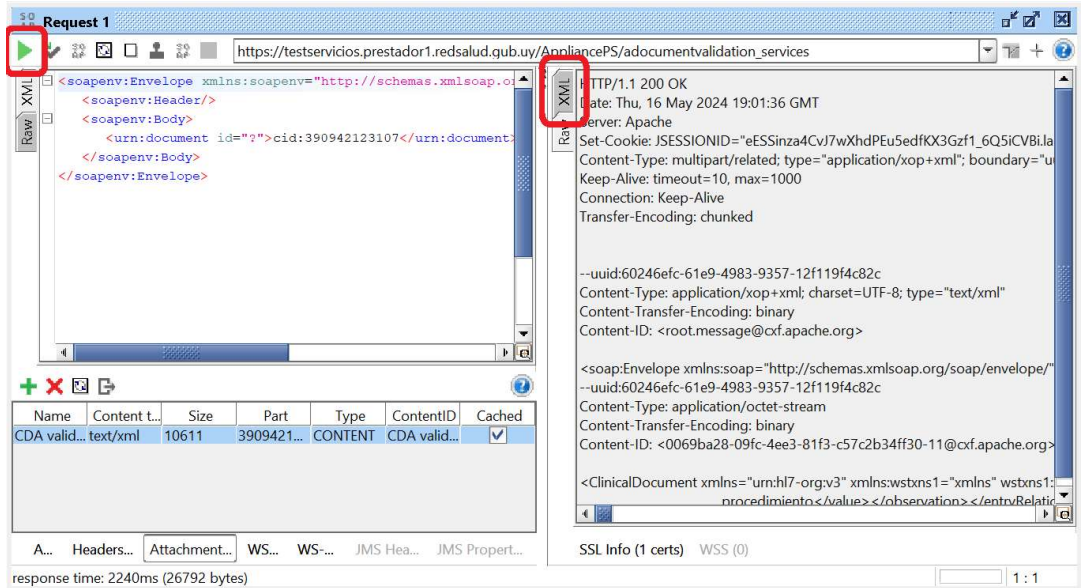 SO
AP
Request 1
https://testservicios.prestador1.redsalud.gub.uy/AppliancePS/adocumentvalidation_services
XML
Raw
<soapenv:Envelope xmlns:soapenv="http://schemas.xmlsoap.o
<soapenv:Header/>
<soapenv:Body>
<urn:document id="?">cid:390942123107</urn:document>
</soapenv:Body>
</soapenv:Envelope>
Name Content t... Size Part Type ContentID Cached
CDA valid... text/xml 10611 3909421... CONTENT CDA valid...
A... Headers... Attachment... WS... WS-... JMS Hea... JMS Propert...
XML
Raw
HTTP/1.1 200 OK
Date: Thu, 16 May 2024 19:01:36 GMT
Server: Apache
Set-Cookie: JSESSIONID="eESSinza4CvJ7wXhdPEu5edfKX3Gzf1_6Q5iCVBi.la
Content-Type: multipart/related; type="application/xop+xml"; boundary="u
Keep-Alive: timeout=10, max=1000
Connection: Keep-Alive
Transfer-Encoding: chunked
--uuid:60246efc-61e9-4983-9357-12f119f4c82c
Content-Type: application/xop+xml; charset=UTF-8; type="text/xml"
Content-Transfer-Encoding: binary
Content-ID: <root.message@cxf.apache.org>
<soap:Envelope xmlns:soap="http://schemas.xmlsoap.org/soap/envelope/"
--uuid:60246efc-61e9-4983-9357-12f119f4c82c
Content-Type: application/octet-stream
Content-Transfer-Encoding: binary
Content-ID: <0069ba28-09fc-4ee3-81f3-c57c2b34ff30-11@cxf.apache.org>
<ClinicalDocument xmlns="urn:hl7-org:v3" xmlns:wstxns1="xmlns" wstxns1:
procedimiento</value></observation></entryRelatio
SSL Info (1 certs) WSS (0)
response time: 2240ms (26792 bytes)
1 : 1